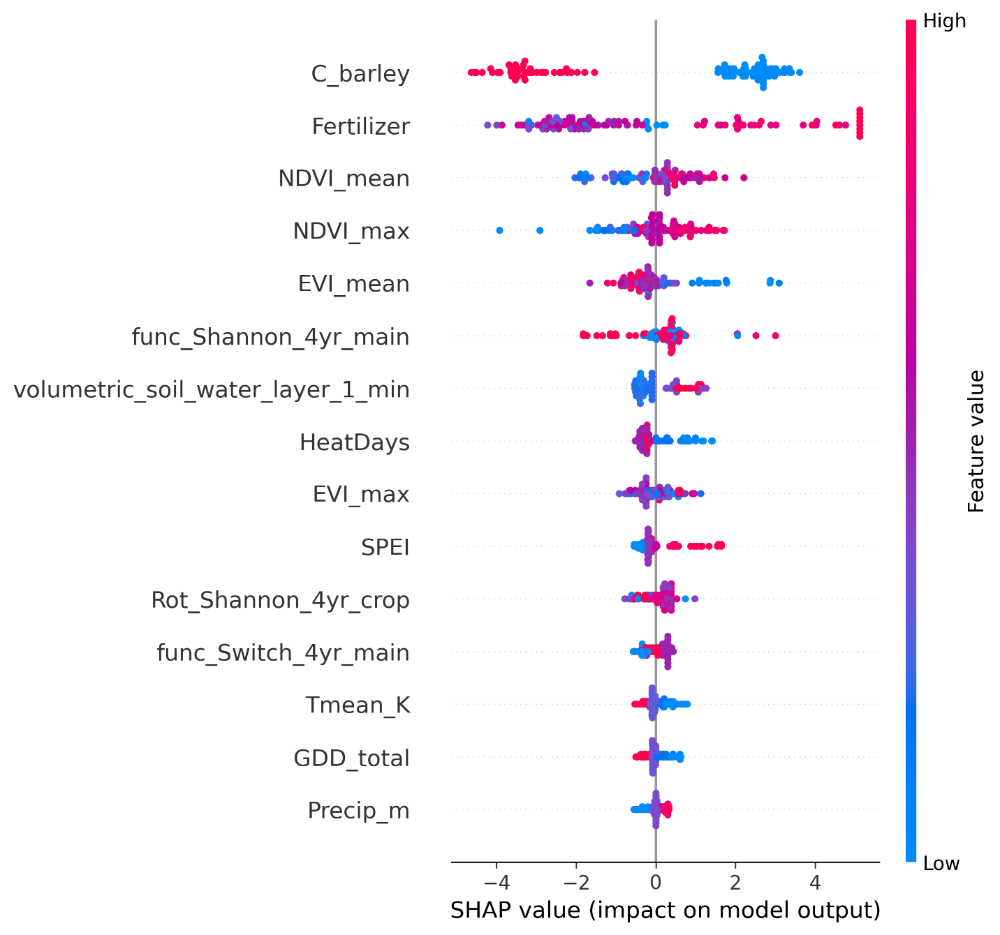 High
C_barley
Fertilizer
NDVI_mean
NDVI_max
EVI_mean
func_Shannon_4yr_main
volumetric_soil_water_layer_1_min
HeatDays
EVI_max
SPEI
Rot_Shannon_4yr_crop
func_Switch_4yr_main
Tmean_K
GDD_total
Precip_m
Feature value
Low
−4 −2 0 2 4
SHAP value (impact on model output)